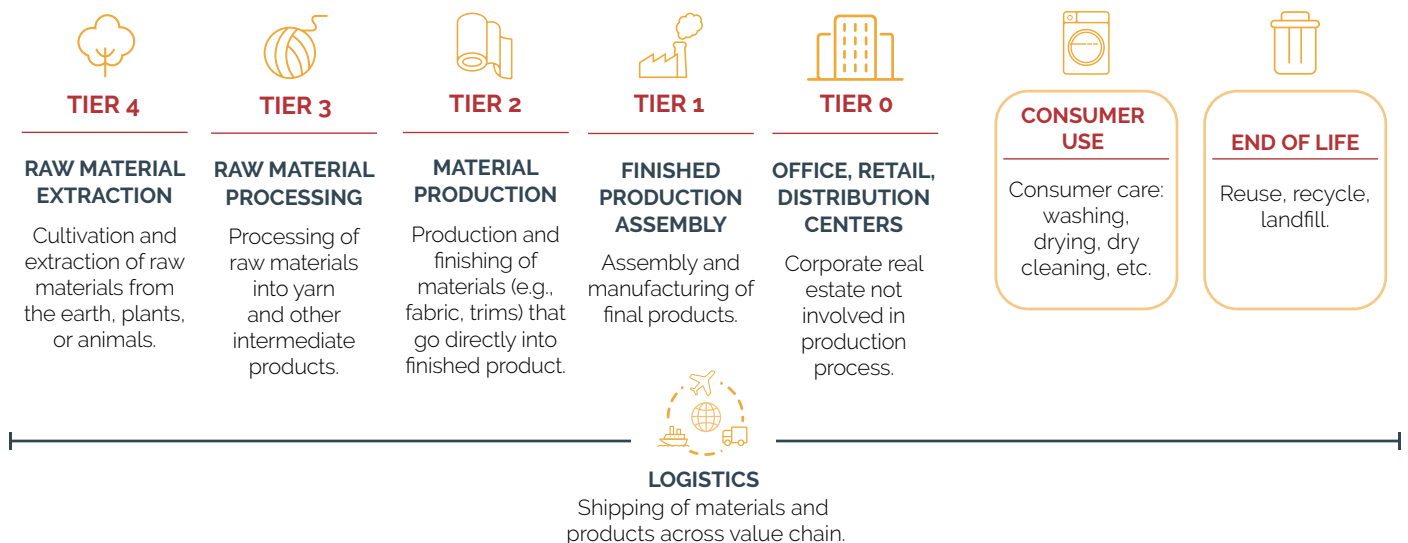 TIER 4
RAW MATERIAL
EXTRACTION
Cultivation and
extraction of raw
materials from
the earth, plants,
or animals.
TIER 3
RAW MATERIAL
PROCESSING
Processing of
raw materials
into yarn
and other
intermediate
products.
TIER 2
MATERIAL
PRODUCTION
Production and
finishing of
materials (e.g.,
fabric, trims) that
go directly into
finished product.
TIER 1
FINISHED
PRODUCTION
ASSEMBLY
Assembly and
manufacturing of
final products.
TIER 0
OFFICE, RETAIL,
DISTRIBUTION
CENTERS
Corporate real
estate not
involved in
production
process.
CONSUMER
USE
Consumer care:
washing,
drying, dry
cleaning, etc.
END OF LIFE
Reuse, recycle,
landfill.
LOGISTICS
Shipping of materials and
products across value chain.